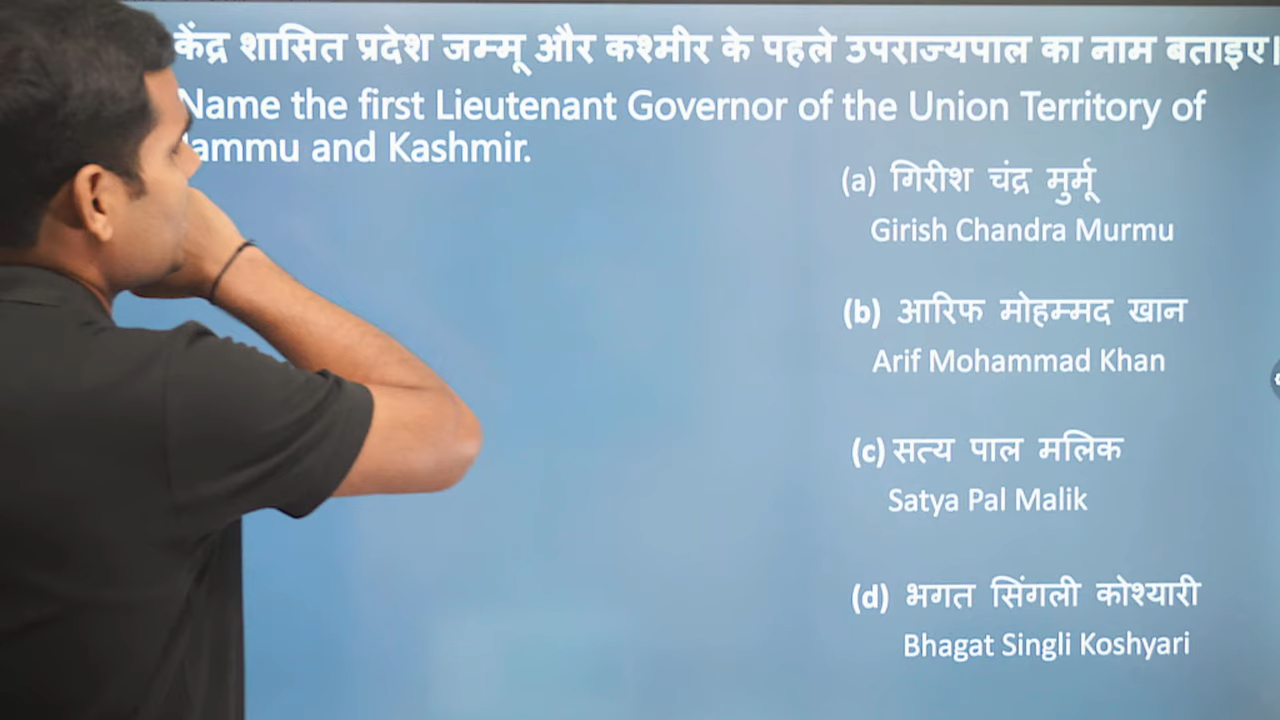 केंद्र शासित प्रदेश जम्मू और कश्मीर के पहले उपराज्यपाल का नाम बताइए।
Name the first Lieutenant Governor of the Union Territory of
Jammu and Kashmir.
(a) गिरीश चंद्र मुर्मू
Girish Chandra Murmu
(b) आरिफ मोहम्मद खान
Arif Mohammad Khan
(c) सत्य पाल मलिक
Satya Pal Malik
(d) भगत सिंगली कोश्यारी
Bhagat Singli Koshyari